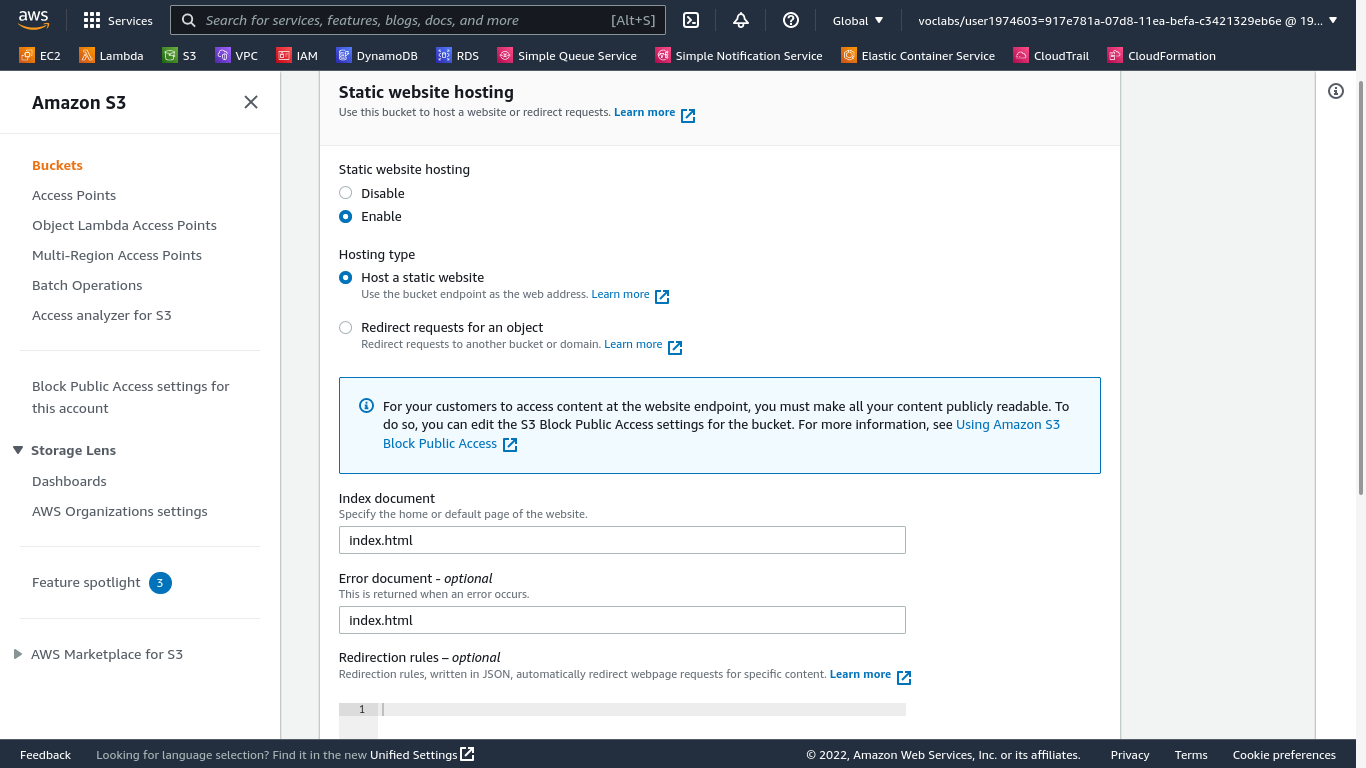 aws
Services
Search for services, features, blogs, docs, and more
[Alt+S]
Global
voclabs/user1974603=917e781a-07d8-11ea-befa-c3421329eb6e @ 19...
EC2
Lambda
S3
VPC
IAM
DynamoDB
RDS
Simple Queue Service
Simple Notification Service
Elastic Container Service
CloudTrail
CloudFormation
Amazon S3
Buckets
Access Points
Object Lambda Access Points
Multi-Region Access Points
Batch Operations
Access analyzer for S3
Block Public Access settings for
this account
Storage Lens
Dashboards
AWS Organizations settings
Feature spotlight 3
AWS Marketplace for S3
Static website hosting
Use this bucket to host a website or redirect requests. Learn more
Static website hosting
Disable
Enable
Hosting type
Host a static website
Use the bucket endpoint as the web address. Learn more
Redirect requests for an object
Redirect requests to another bucket or domain. Learn more
For your customers to access content at the website endpoint, you must make all your content publicly readable. To
do so, you can edit the S3 Block Public Access settings for the bucket. For more information, see Using Amazon S3
Block Public Access
Index document
Specify the home or default page of the website.
index.html
Error document - optional
This is returned when an error occurs.
index.html
Redirection rules – optional
Redirection rules, written in JSON, automatically redirect webpage requests for specific content. Learn more
1
Feedback
Looking for language selection? Find it in the new Unified Settings
© 2022, Amazon Web Services, Inc. or its affiliates.
Privacy
Terms
Cookie preferences